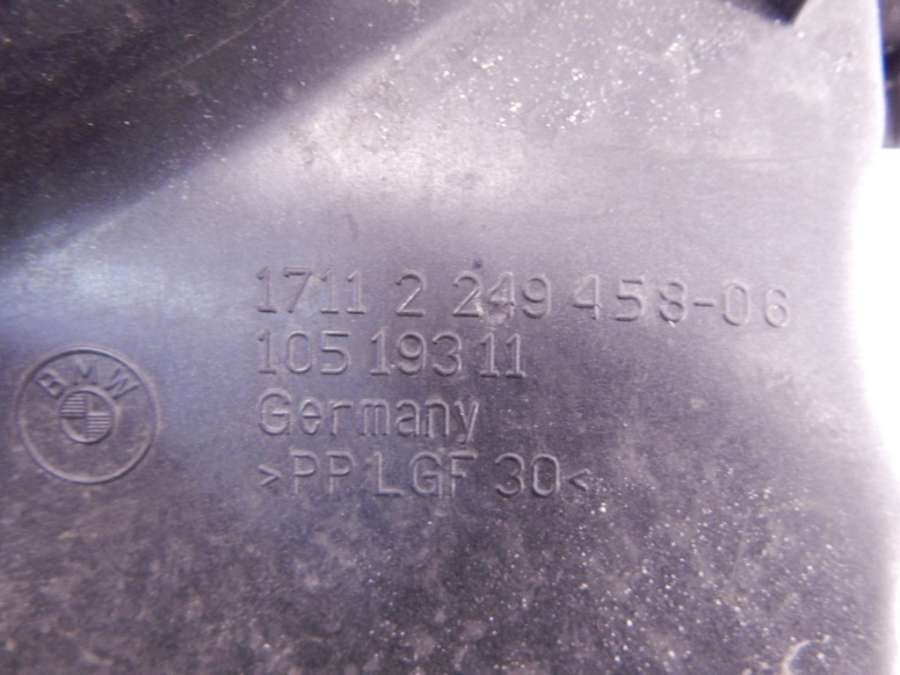 1711 2 249 458-06
105 193 11
Germany
>PP LGF 30<
BMW